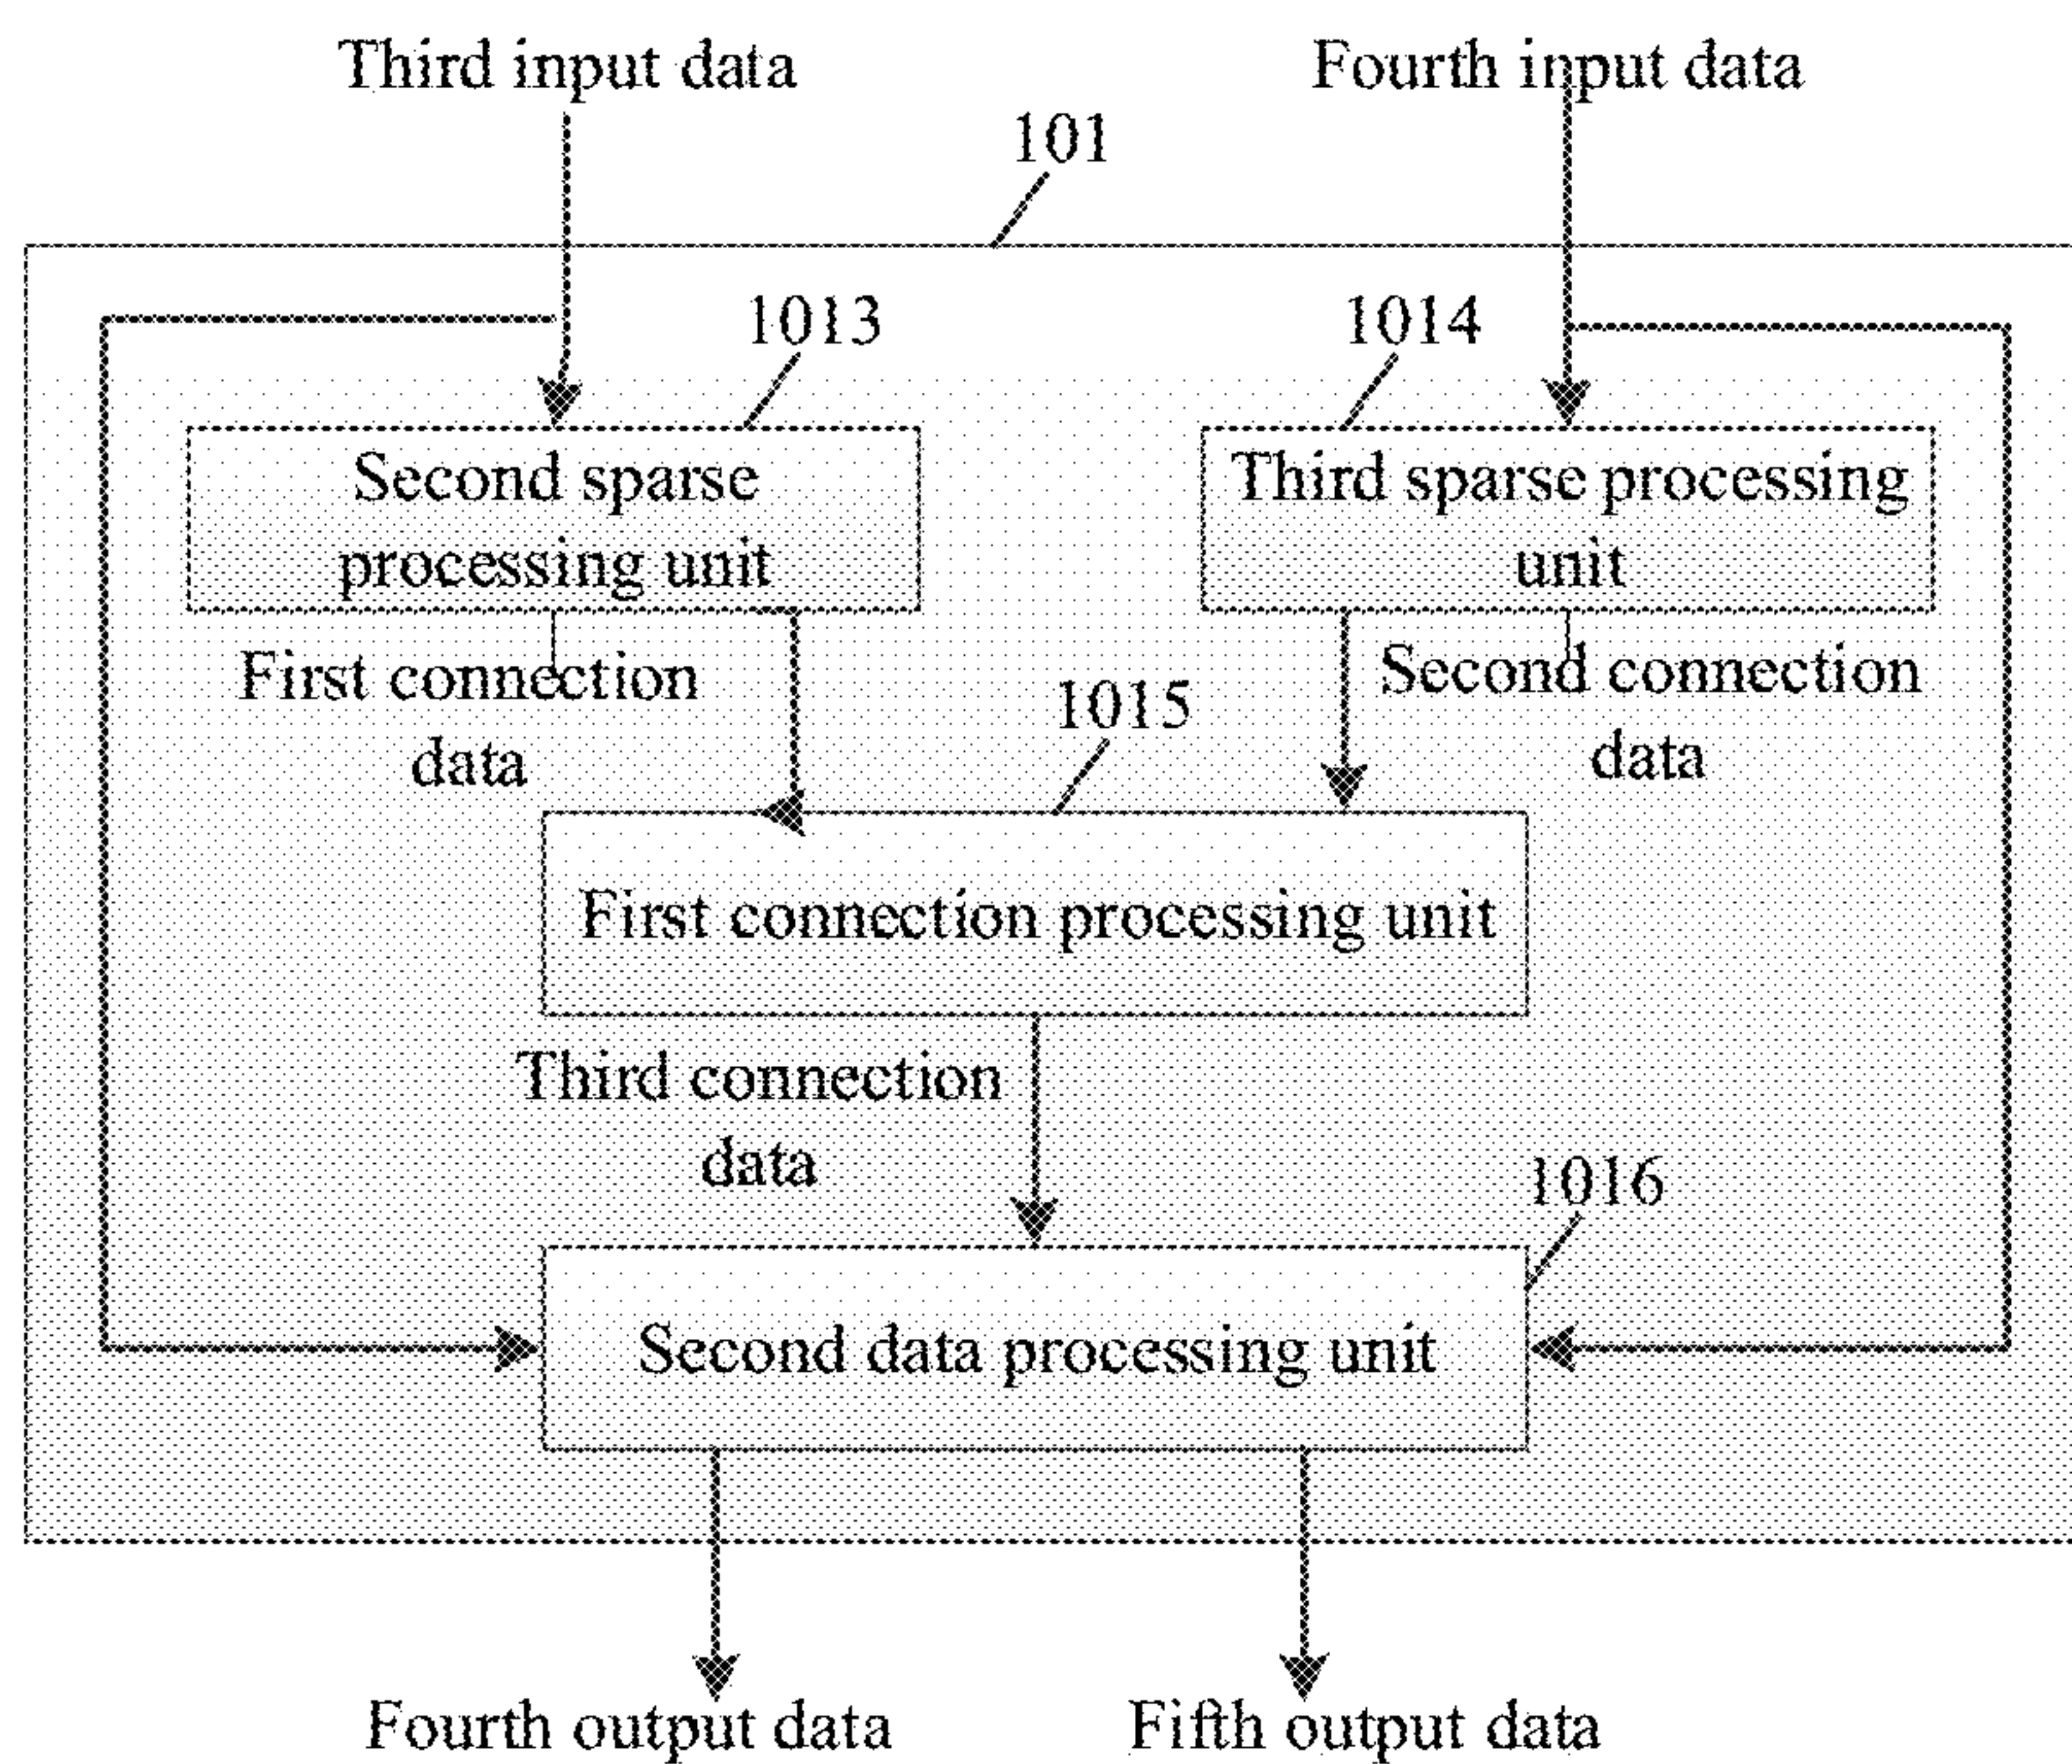 Third input data
Fourth input data
101
1013
1014
Second sparse
processing unit
Third sparse processing
unit
First connection
data
Second connection
data
1015
First connection processing unit
Third connection
data
1016
Second data processing unit
Fourth output data
Fifth output data